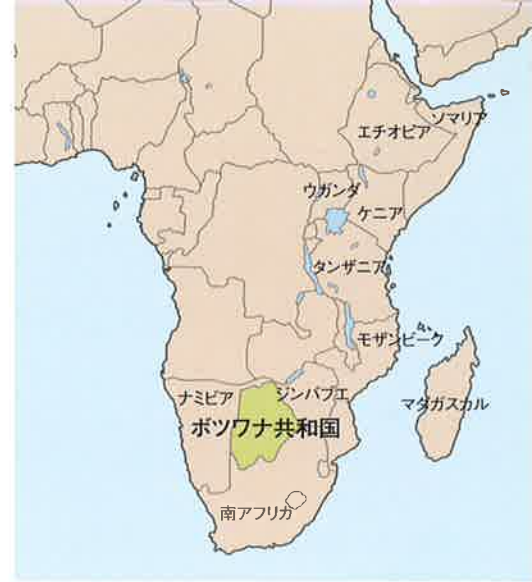 ソマリア
エチオピア
ウガンダ
ケニア
タンザニア
モザンビーク
ナミビア
ジンバブエ
マダガスカル
ボツワナ共和国
南アフリカ